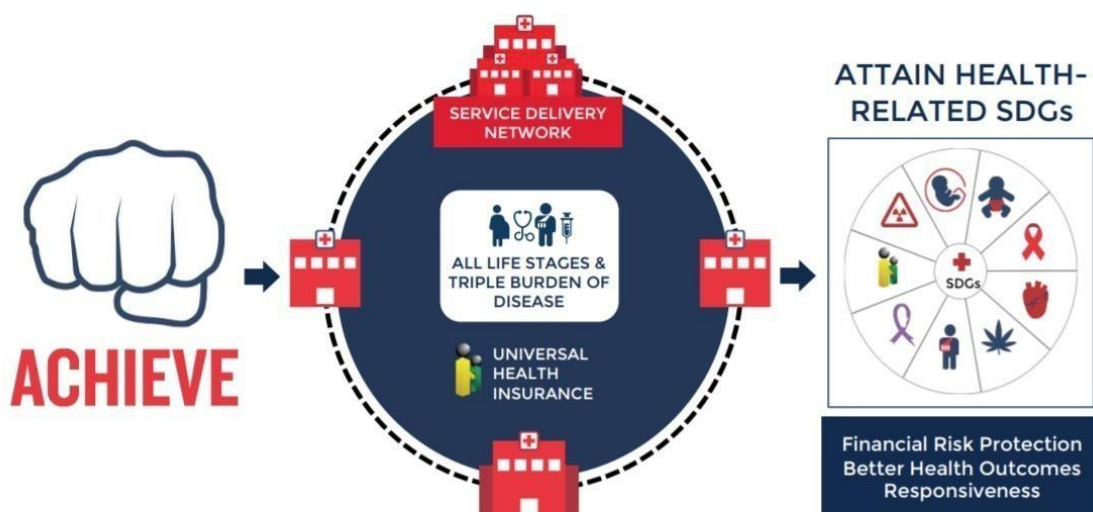 ACHIEVE
SERVICE DELIVERY
NETWORK
ALL LIFE STAGES &
TRIPLE BURDEN OF
DISEASE
UNIVERSAL
HEALTH
INSURANCE
ATTAIN HEALTH-
RELATED SDGs
SDGs
Financial Risk Protection
Better Health Outcomes
Responsiveness